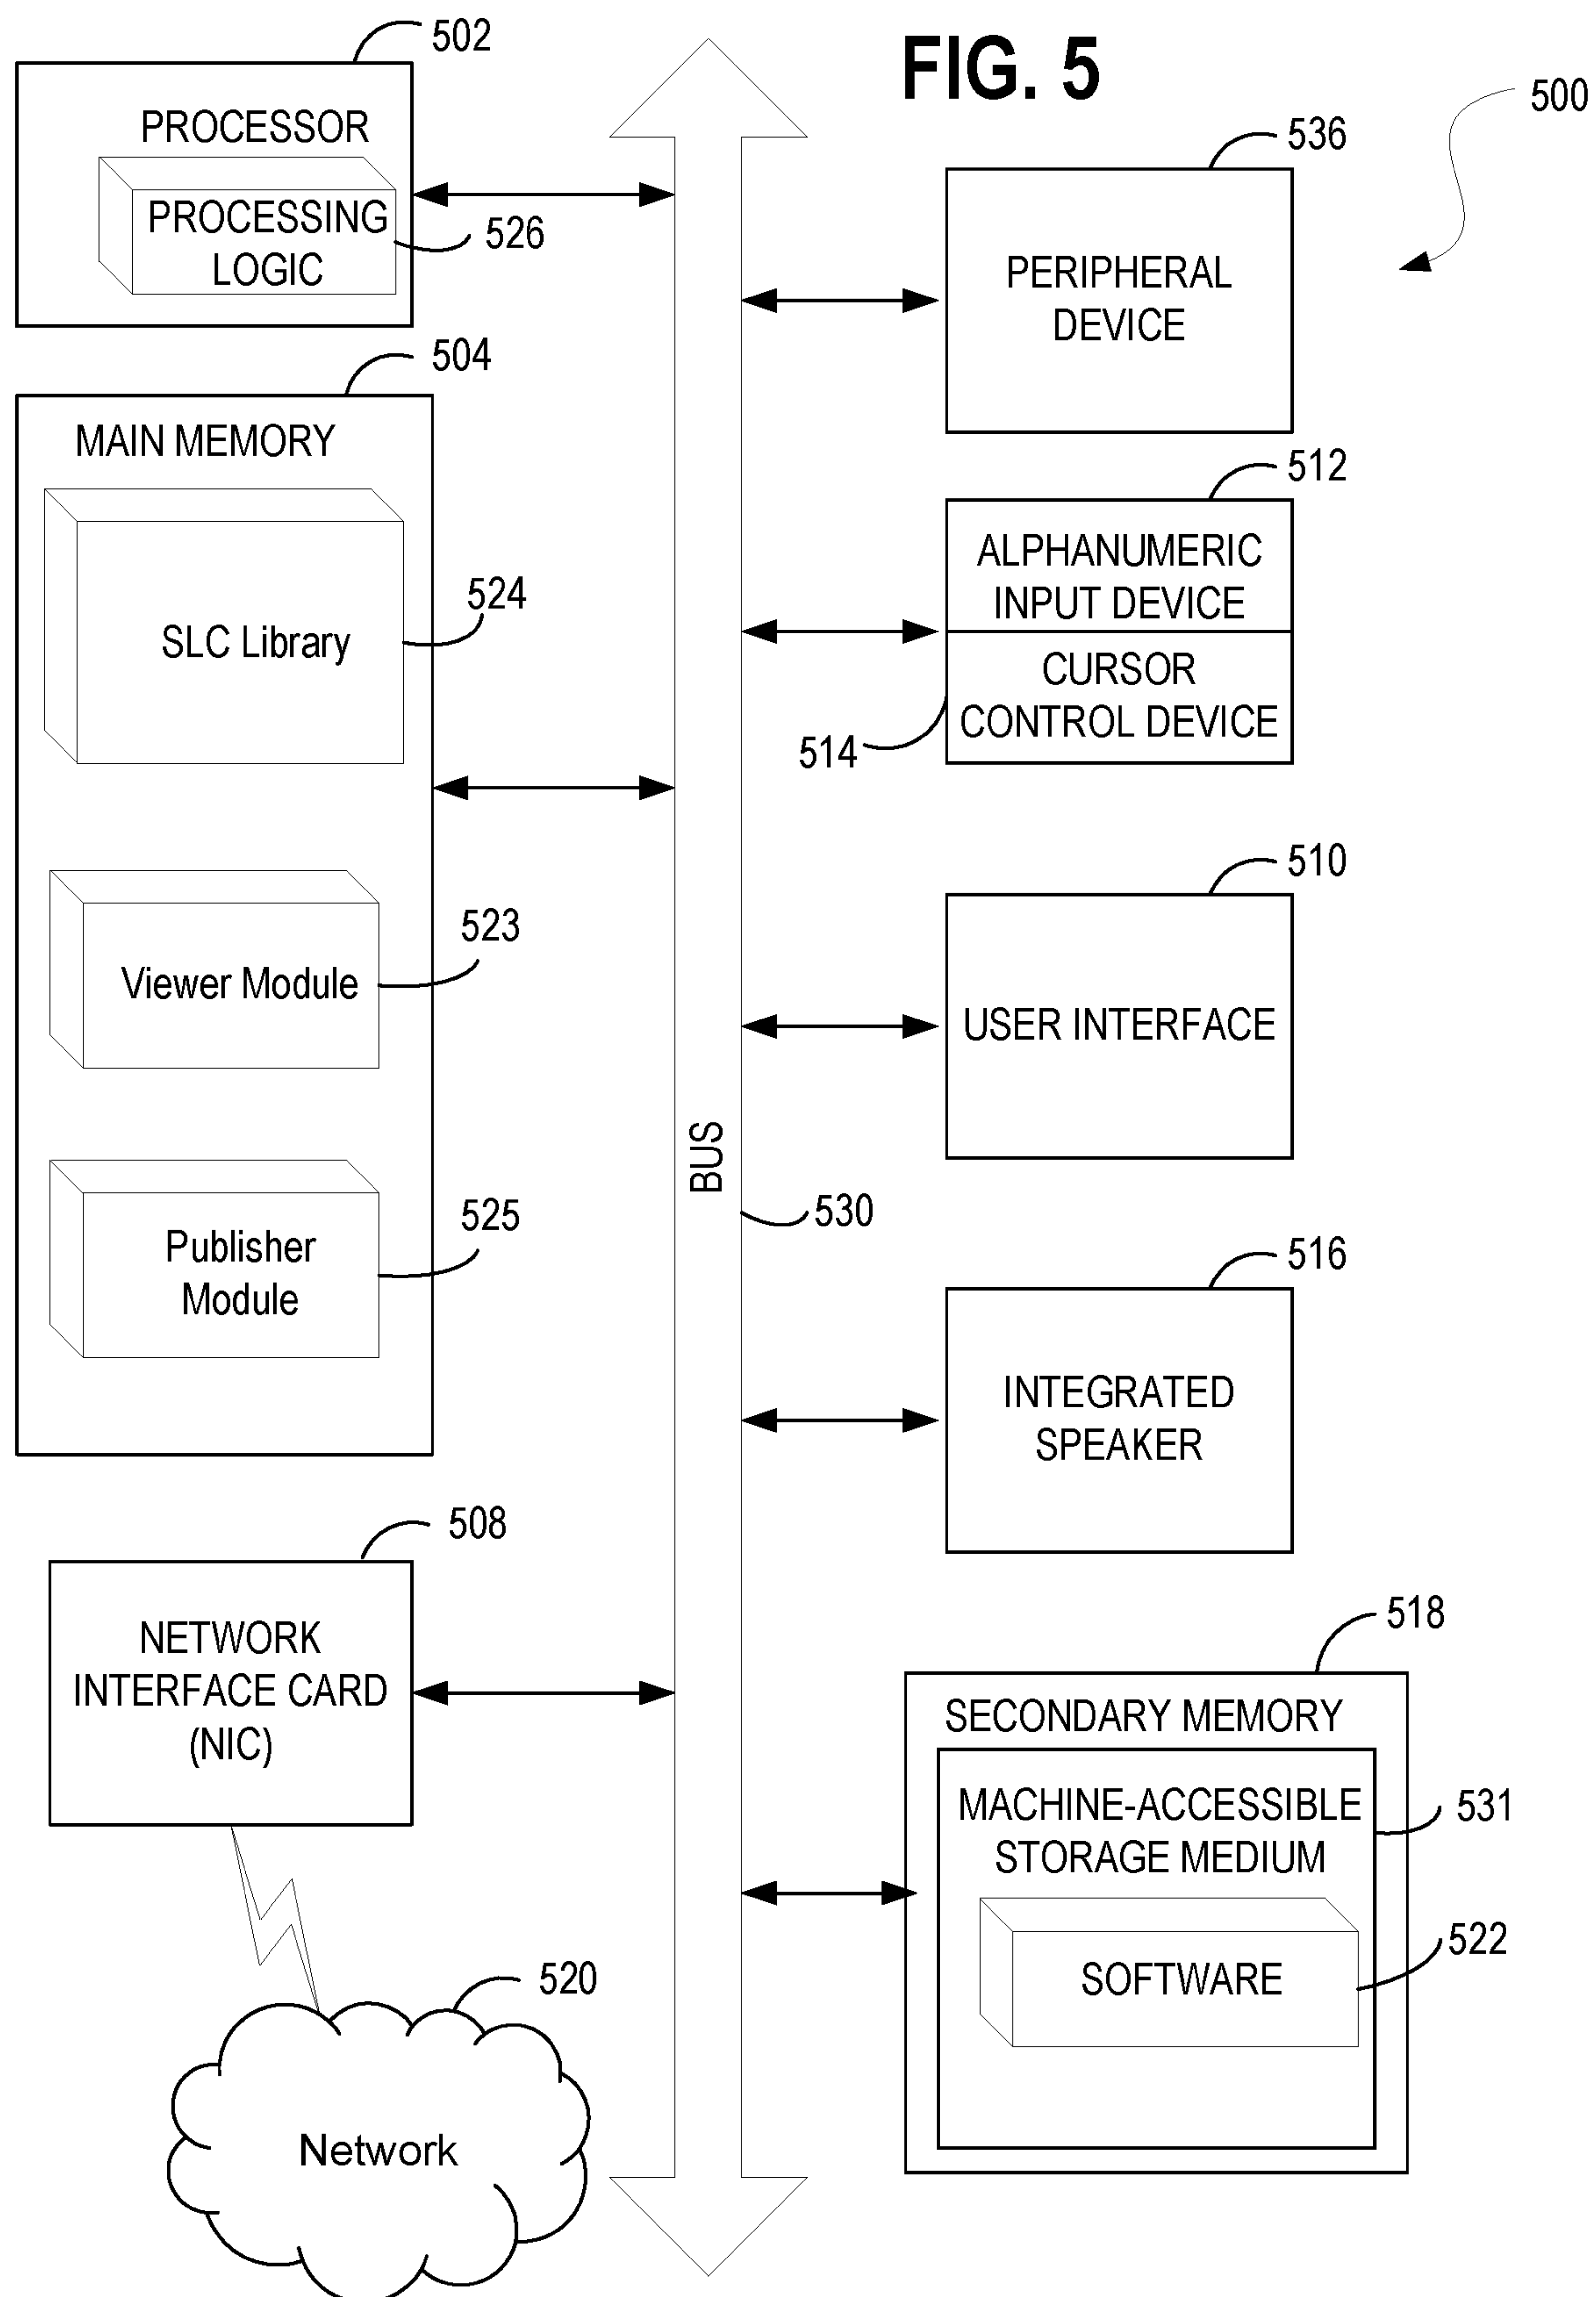 FIG. 5
500
502
PROCESSOR
PROCESSING
LOGIC
526
504
MAIN MEMORY
SLC Library
524
Viewer Module
523
Publisher
Module
525
508
NETWORK
INTERFACE CARD
(NIC)
520
Network
BUS
530
536
PERIPHERAL
DEVICE
512
ALPHANUMERIC
INPUT DEVICE
CURSOR
CONTROL DEVICE
514
510
USER INTERFACE
516
INTEGRATED
SPEAKER
518
SECONDARY MEMORY
MACHINE-ACCESSIBLE
STORAGE MEDIUM
531
SOFTWARE
522